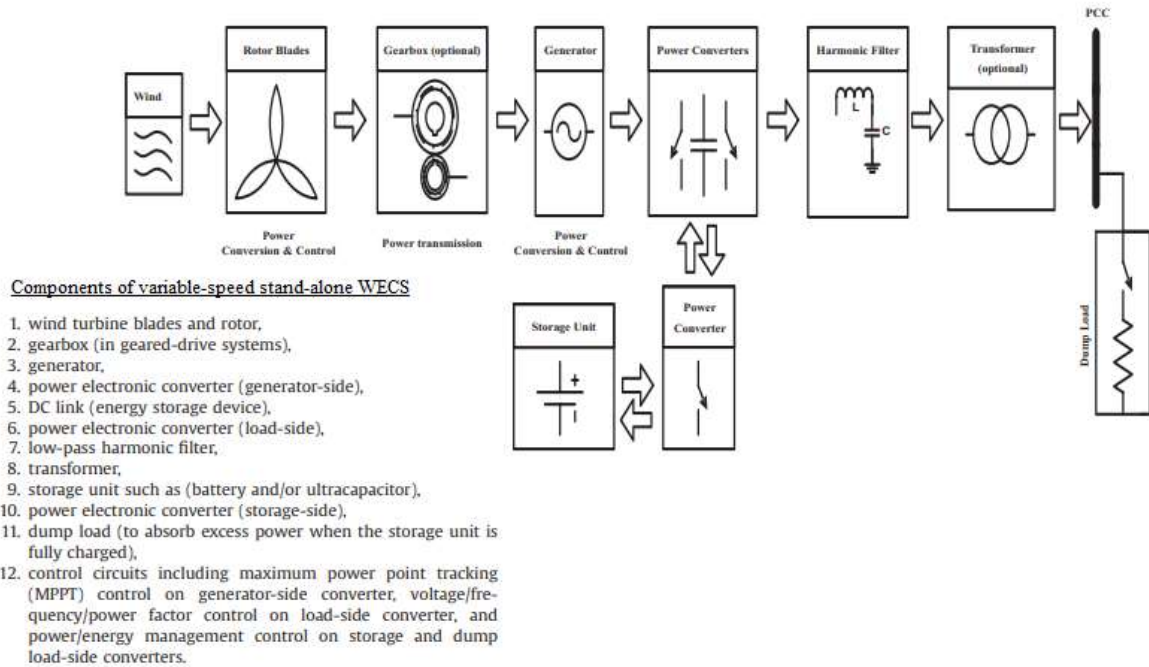 PCC
Wind
Rotor Blades
Gearbox (optional)
Generator
Power Converters
Harmonic Filter
Transformer
(optional)
L
C
Power
Conversion & Control
Power transmission
Power
Conversion & Control
Storage Unit
+
Power
Converter
Dump Load
Components of variable-speed stand-alone WECS
1. wind turbine blades and rotor,
2. gearbox (in geared-drive systems),
3. generator,
4. power electronic converter (generator-side),
5. DC link (energy storage device),
6. power electronic converter (load-side),
7. low-pass harmonic filter,
8. transformer,
9. storage unit such as (battery and/or ultracapacitor),
10. power electronic converter (storage-side),
11. dump load (to absorb excess power when the storage unit is
fully charged),
12. control circuits including maximum power point tracking
(MPPT) control on generator-side converter, voltage/fre-
quency/power factor control on load-side converter, and
power/energy management control on storage and dump
load-side converters.